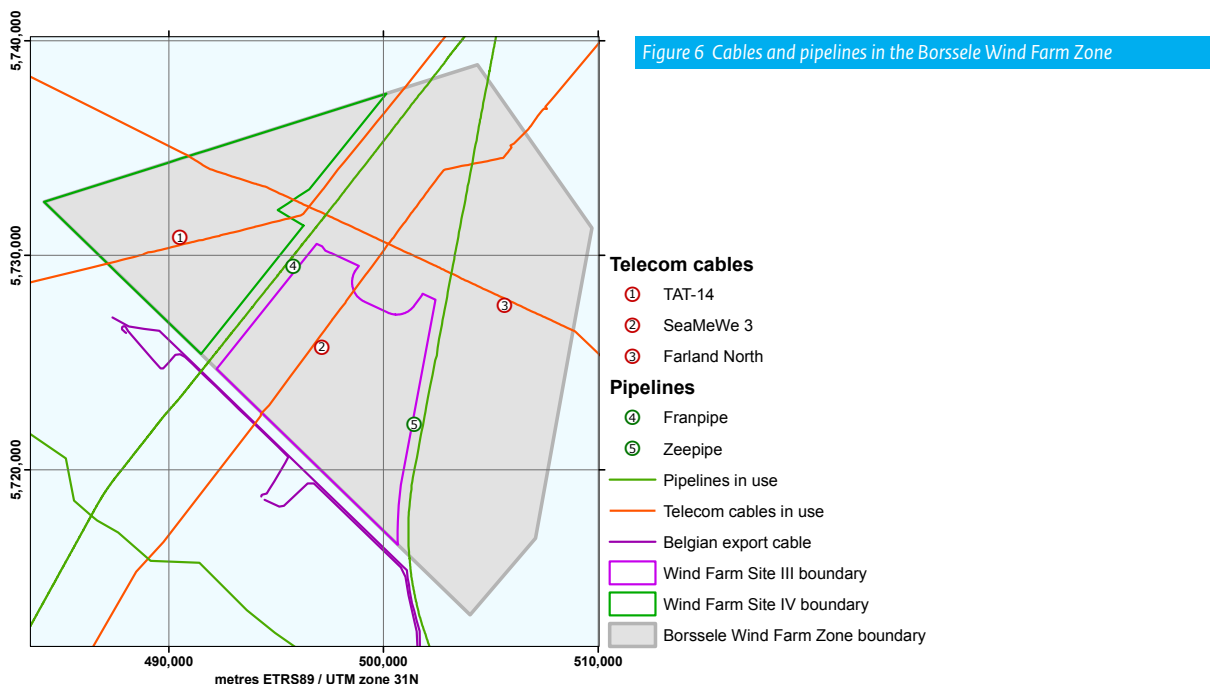 Figure 6 Cables and pipelines in the Borssele Wind Farm Zone
5,740,000
5,730,000
5,720,000
1
4
3
2
5
490,000
500,000
510,000
metres ETRS89 / UTM zone 31N
Telecom cables
1 TAT-14
2 SeaMeWe 3
3 Farland North
Pipelines
4 Franpipe
5 Zeepipe
Pipelines in use
Telecom cables in use
Belgian export cable
Wind Farm Site III boundary
Wind Farm Site IV boundary
Borssele Wind Farm Zone boundary